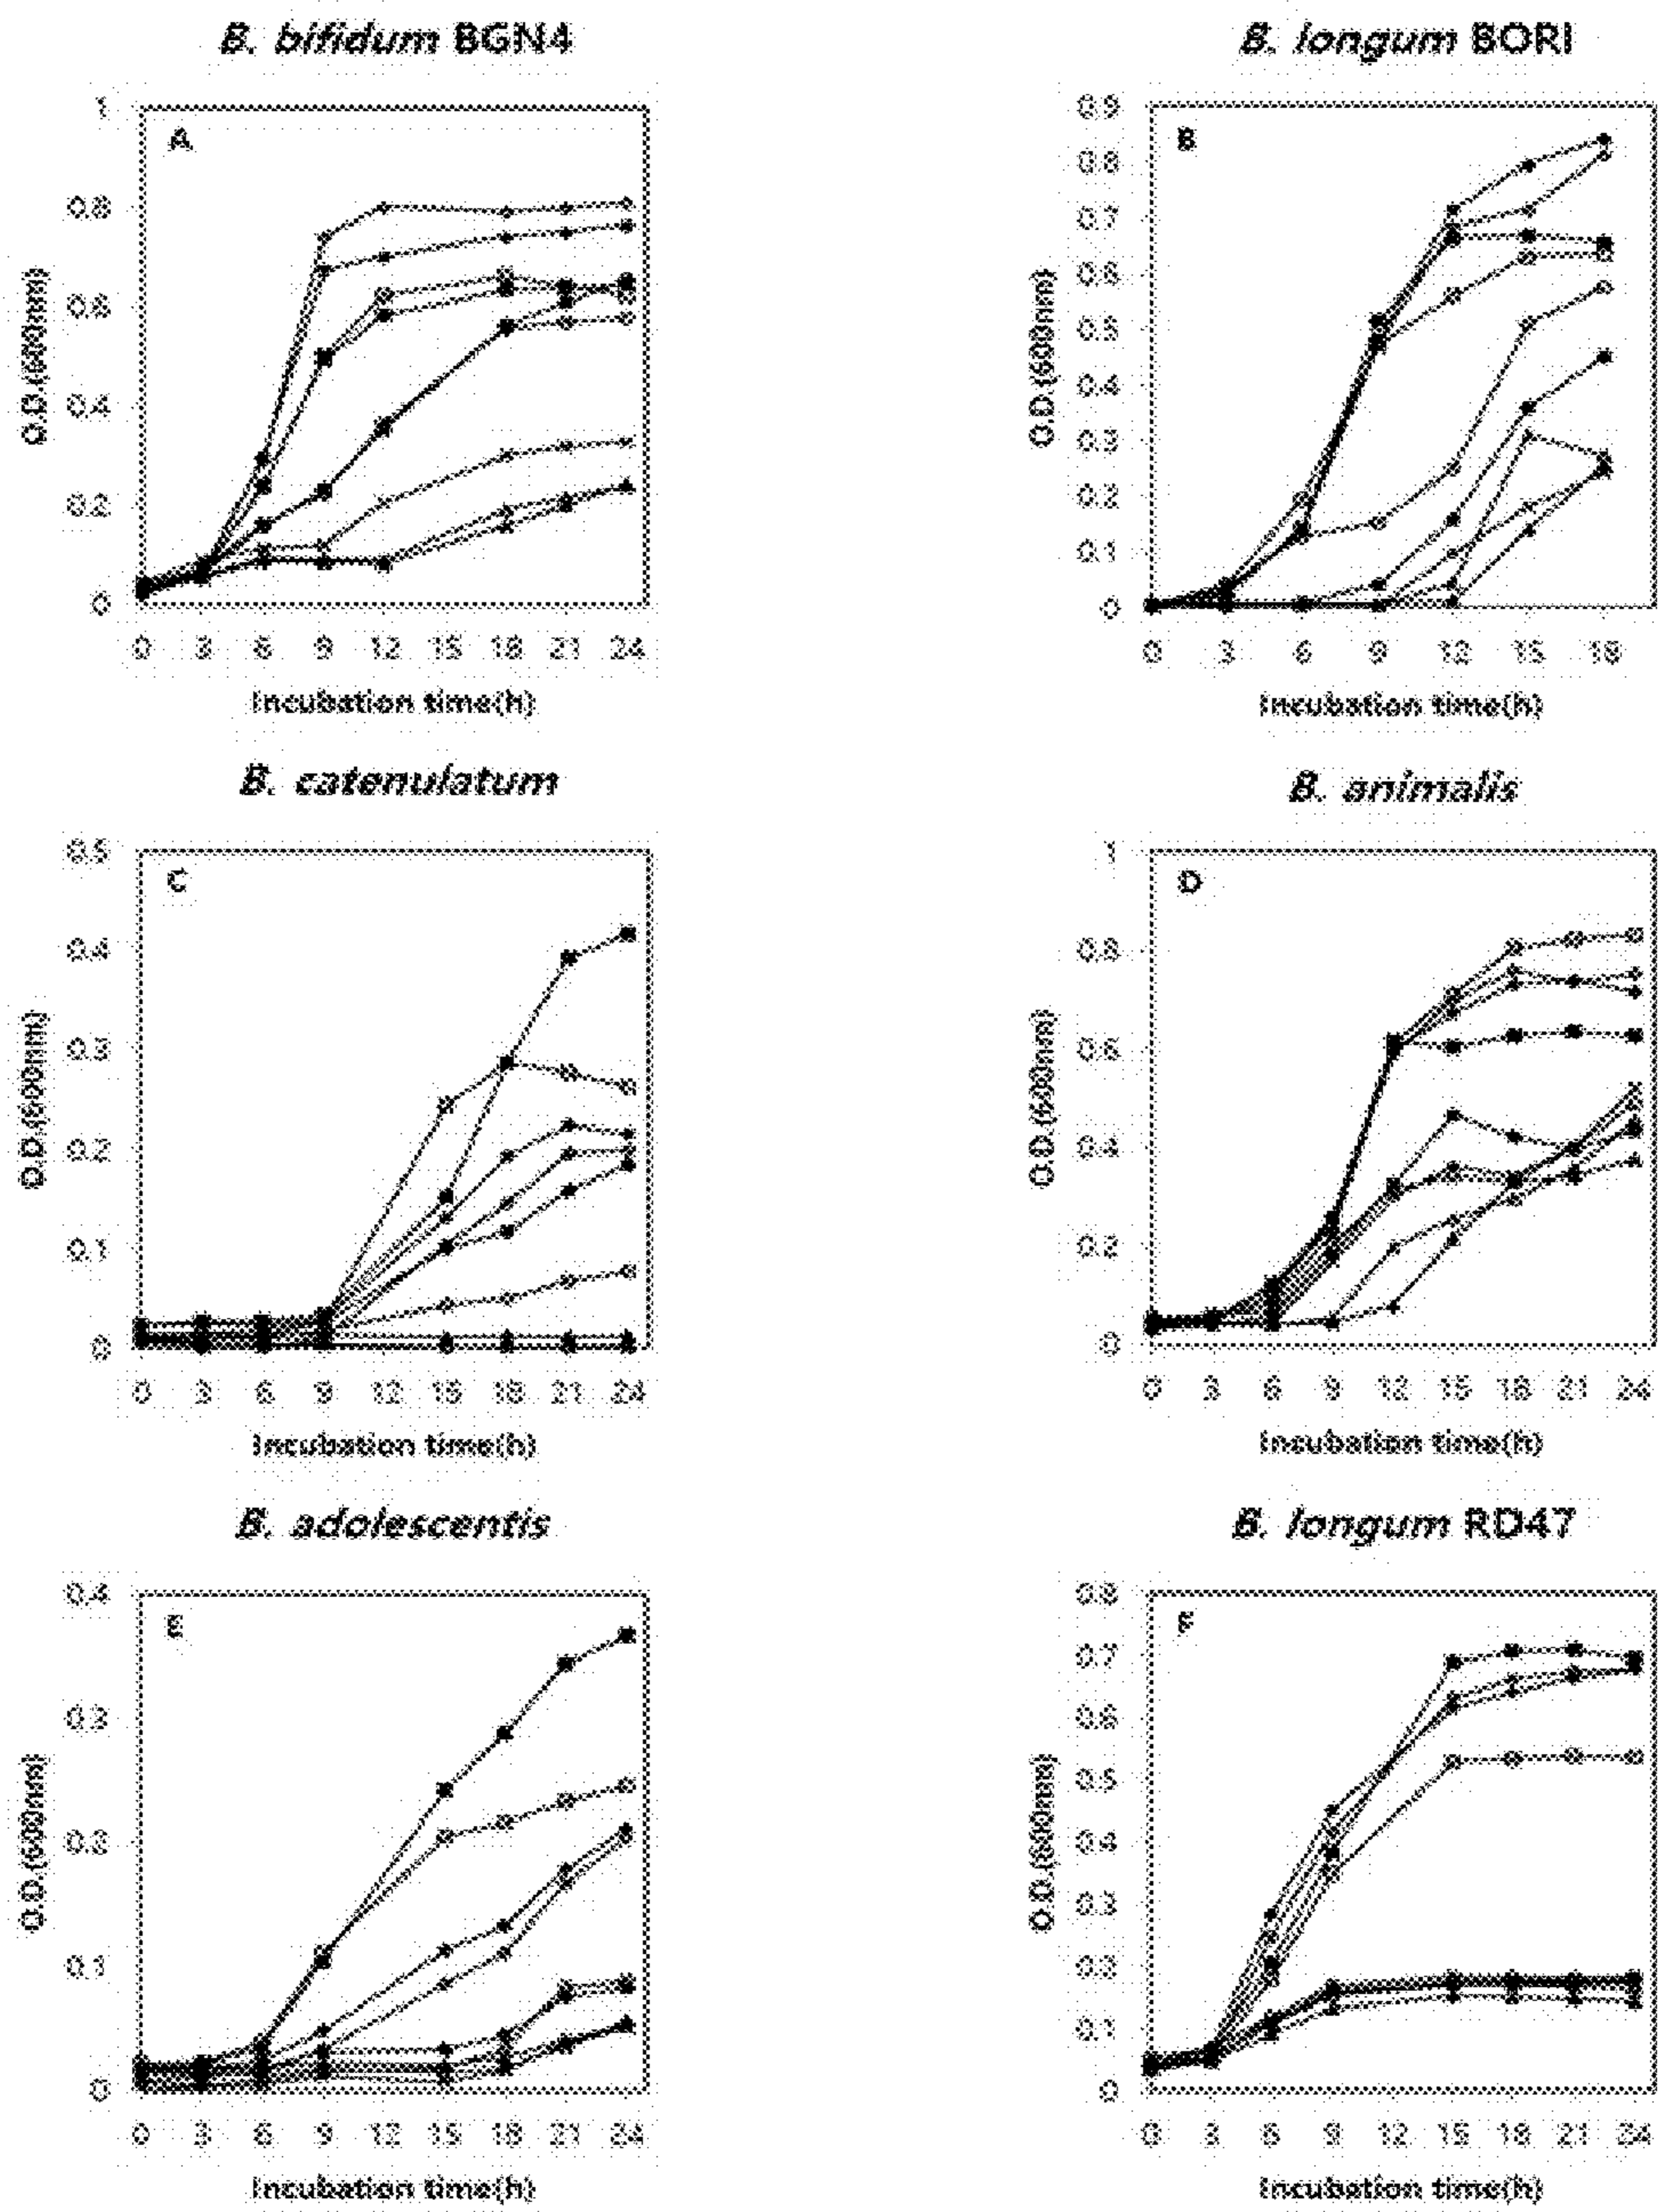 B. bifidum BGN4
A
1
0.8
0.6
0.4
0.2
0
O.D.(600nm)
0 3 6 9 12 15 18 21 24
Incubation time(h)
B. longum BORI
B
0.9
0.8
0.7
0.6
0.5
0.4
0.3
0.2
0.1
0
O.D.(600nm)
0 3 6 9 12 15 18
Incubation time(h)
B. catenulatum
C
0.5
0.4
0.3
0.2
0.1
0
O.D.(600nm)
0 3 6 9 12 15 18 21 24
Incubation time(h)
B. animalis
D
1
0.8
0.6
0.4
0.2
0
O.D.(600nm)
0 3 6 9 12 15 18 21 24
Incubation time(h)
B. adolescentis
E
0.4
0.3
0.2
0.1
0
O.D.(600nm)
0 3 6 9 12 15 18 21 24
Incubation time(h)
B. longum RD47
F
0.8
0.7
0.6
0.5
0.4
0.3
0.2
0.1
0
O.D.(600nm)
0 3 6 9 12 15 18 21 24
Incubation time(h)